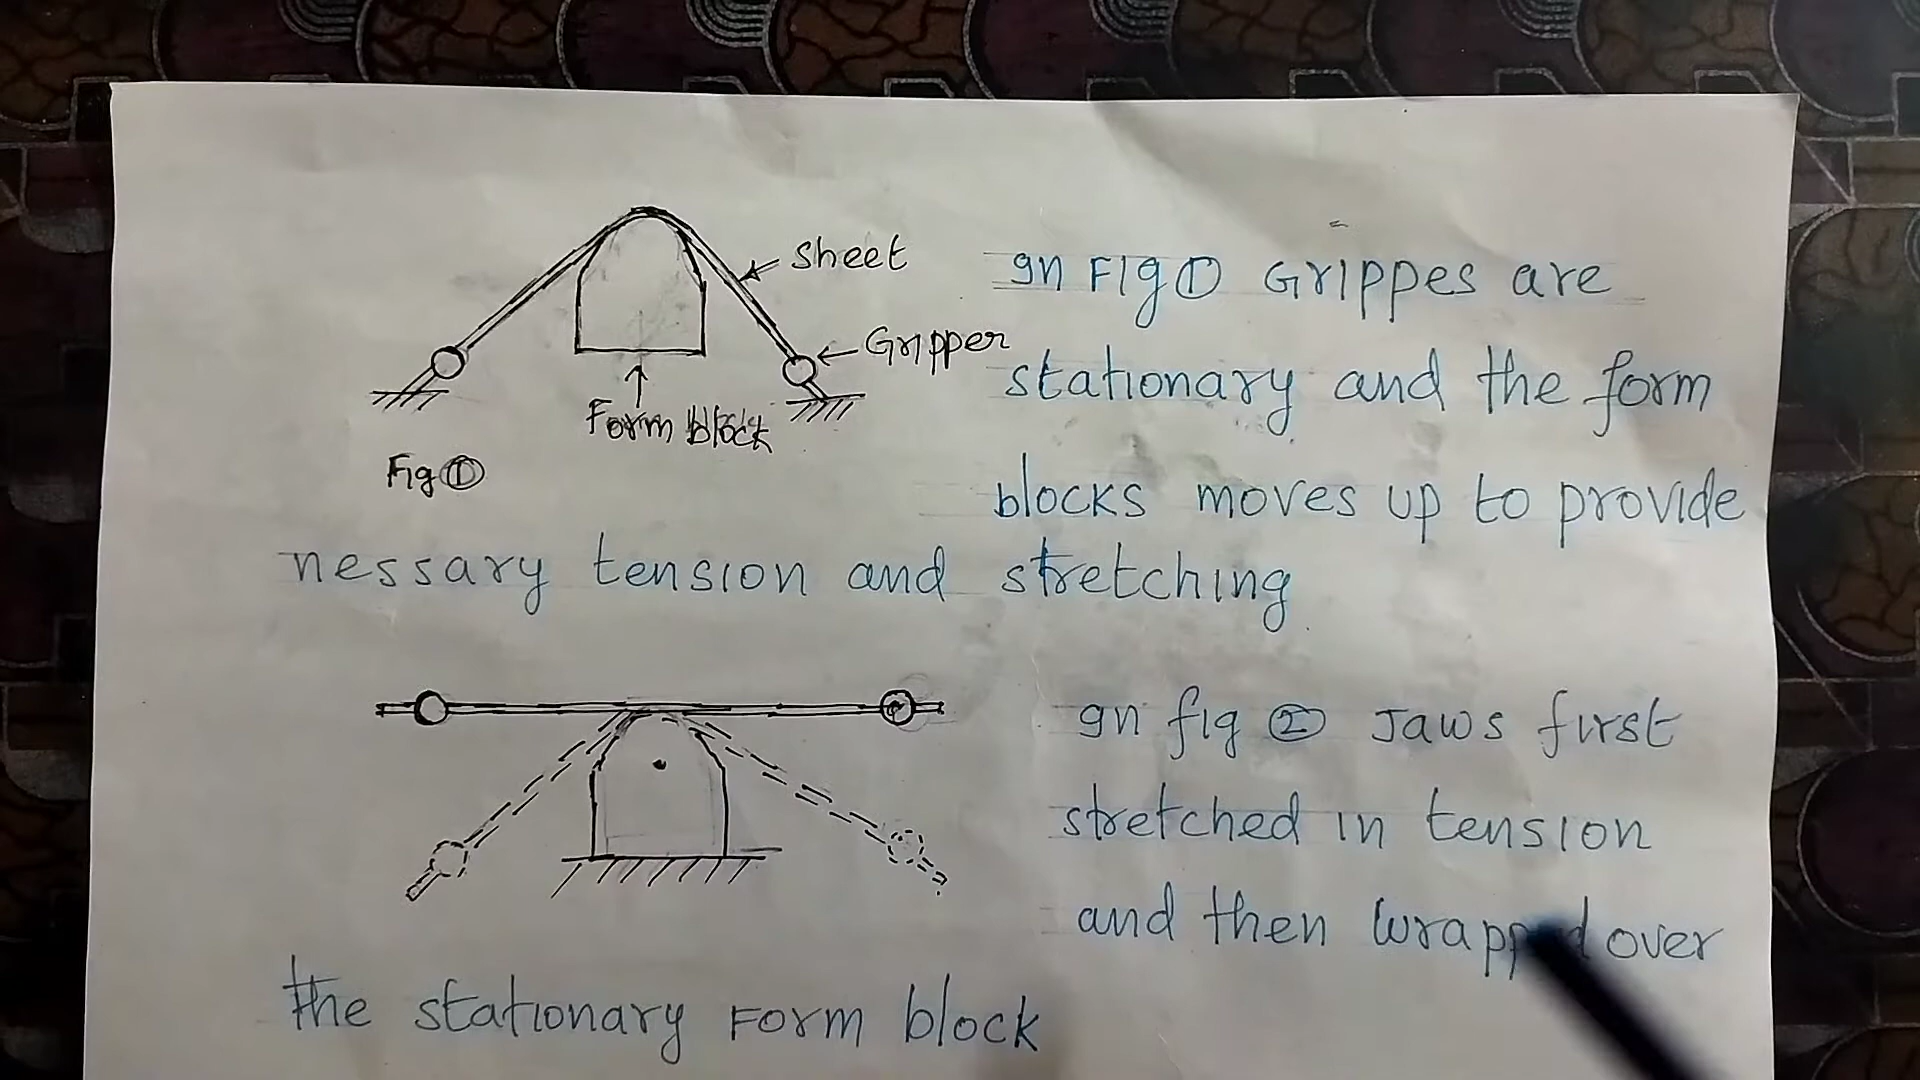 sheet
Gripper
Form block
Fig ①
In Fig ① Grippes are
stationary and the form
blocks moves up to provide
nessary tension and stretching
In fig ② Jaws first
stretched in tension
and then wrapped over
the stationary Form block